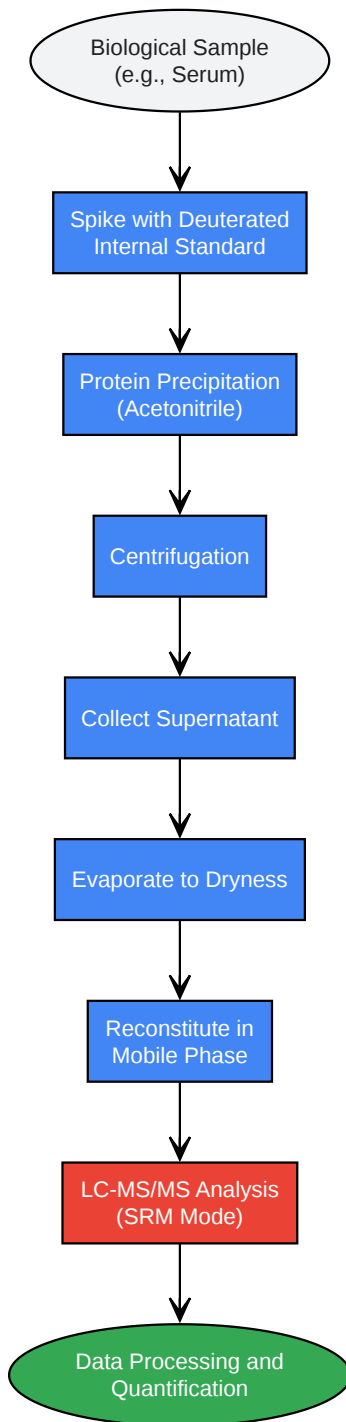 Biological Sample
(e.g., Serum)
Spike with Deuterated
Internal Standard
Protein Precipitation
(Acetonitrile)
Centrifugation
Collect Supernatant
Evaporate to Dryness
Reconstitute in
Mobile Phase
LC-MS/MS Analysis
(SRM Mode)
Data Processing and
Quantification